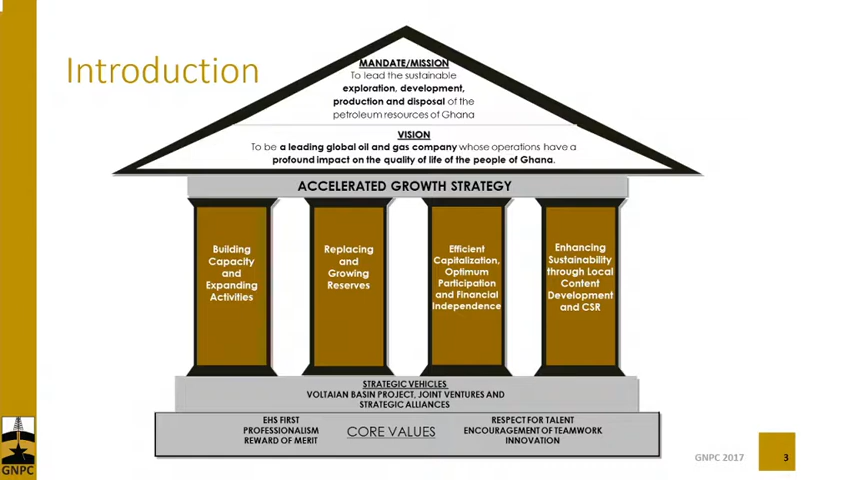 Introduction
MANDATE/MISSION
To lead the sustainable
exploration, development,
production and disposal of the
petroleum resources of Ghana
VISION
To be a leading global oil and gas company whose operations have a
profound impact on the quality of life of the people of Ghana.
ACCELERATED GROWTH STRATEGY
Building
Capacity
and
Expanding
Activities
Replacing
and
Growing
Reserves
Efficient
Capitalization,
Optimum
Participation
and Financial
Independence
Enhancing
Sustainability
through Local
Content
Development
and CSR
STRATEGIC VEHICLES
VOLTAIAN BASIN PROJECT, JOINT VENTURES AND
STRATEGIC ALLIANCES
EHS FIRST
PROFESSIONALISM
REWARD OF MERIT
CORE VALUES
RESPECT FOR TALENT
ENCOURAGEMENT OF TEAMWORK
INNOVATION
GNPC
GNPC 2017
3